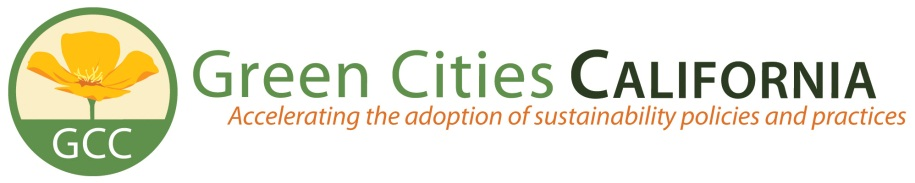 GCC
Green Cities CALIFORNIA
Accelerating the adoption of sustainability policies and practices